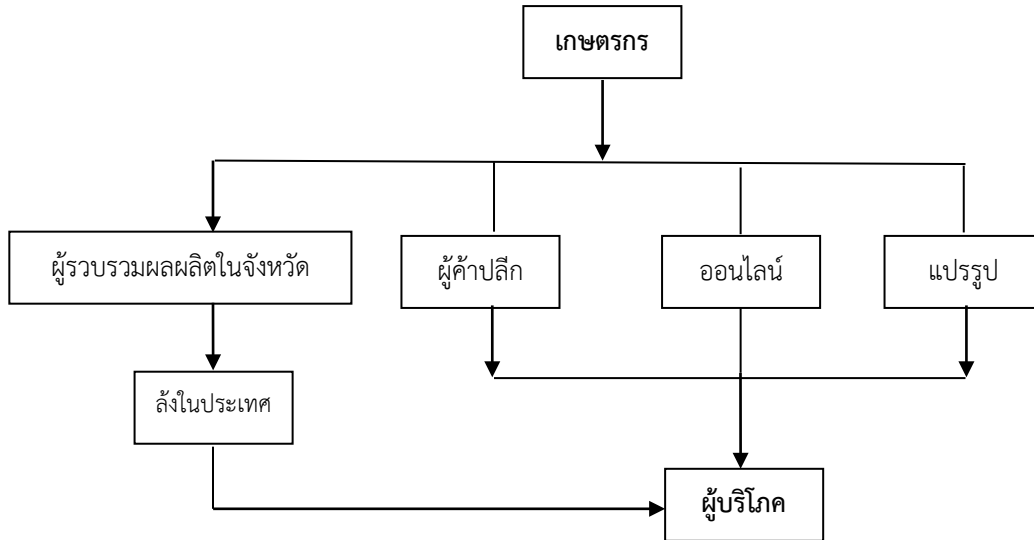 เกษตรกร
ผู้รวบรวมผลผลิตในจังหวัด
ผู้ค้าปลีก
ออนไลน์
แปรรูป
ล้งในประเทศ
ผู้บริโภค